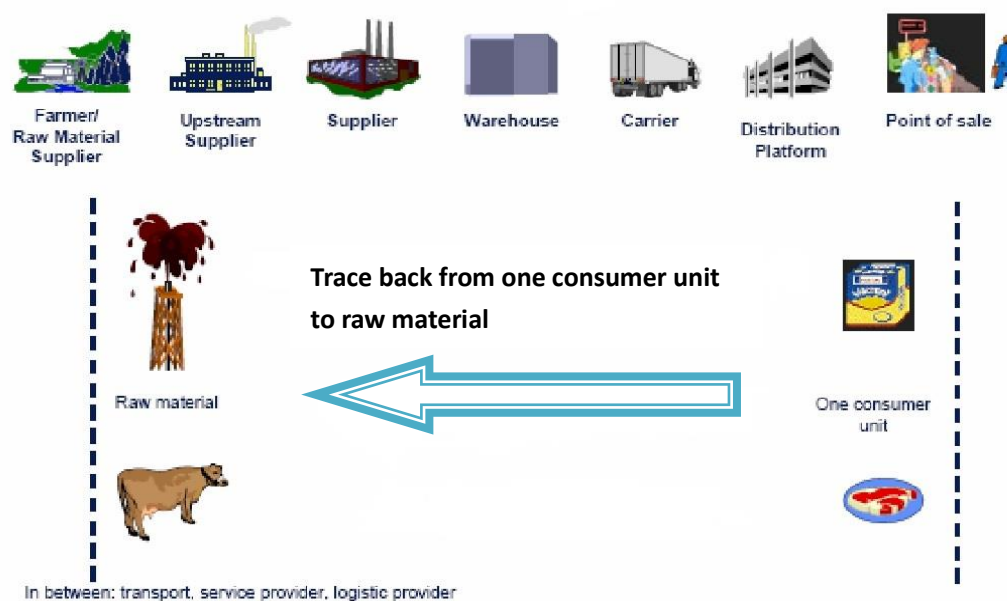 Farmer/
Raw Material
Supplier
Upstream
Supplier
Supplier
Warehouse
Carrier
Distribution
Platform
Point of sale
Trace back from one consumer unit
to raw material
Raw material
One consumer
unit
In between: transport, service provider, logistic provider